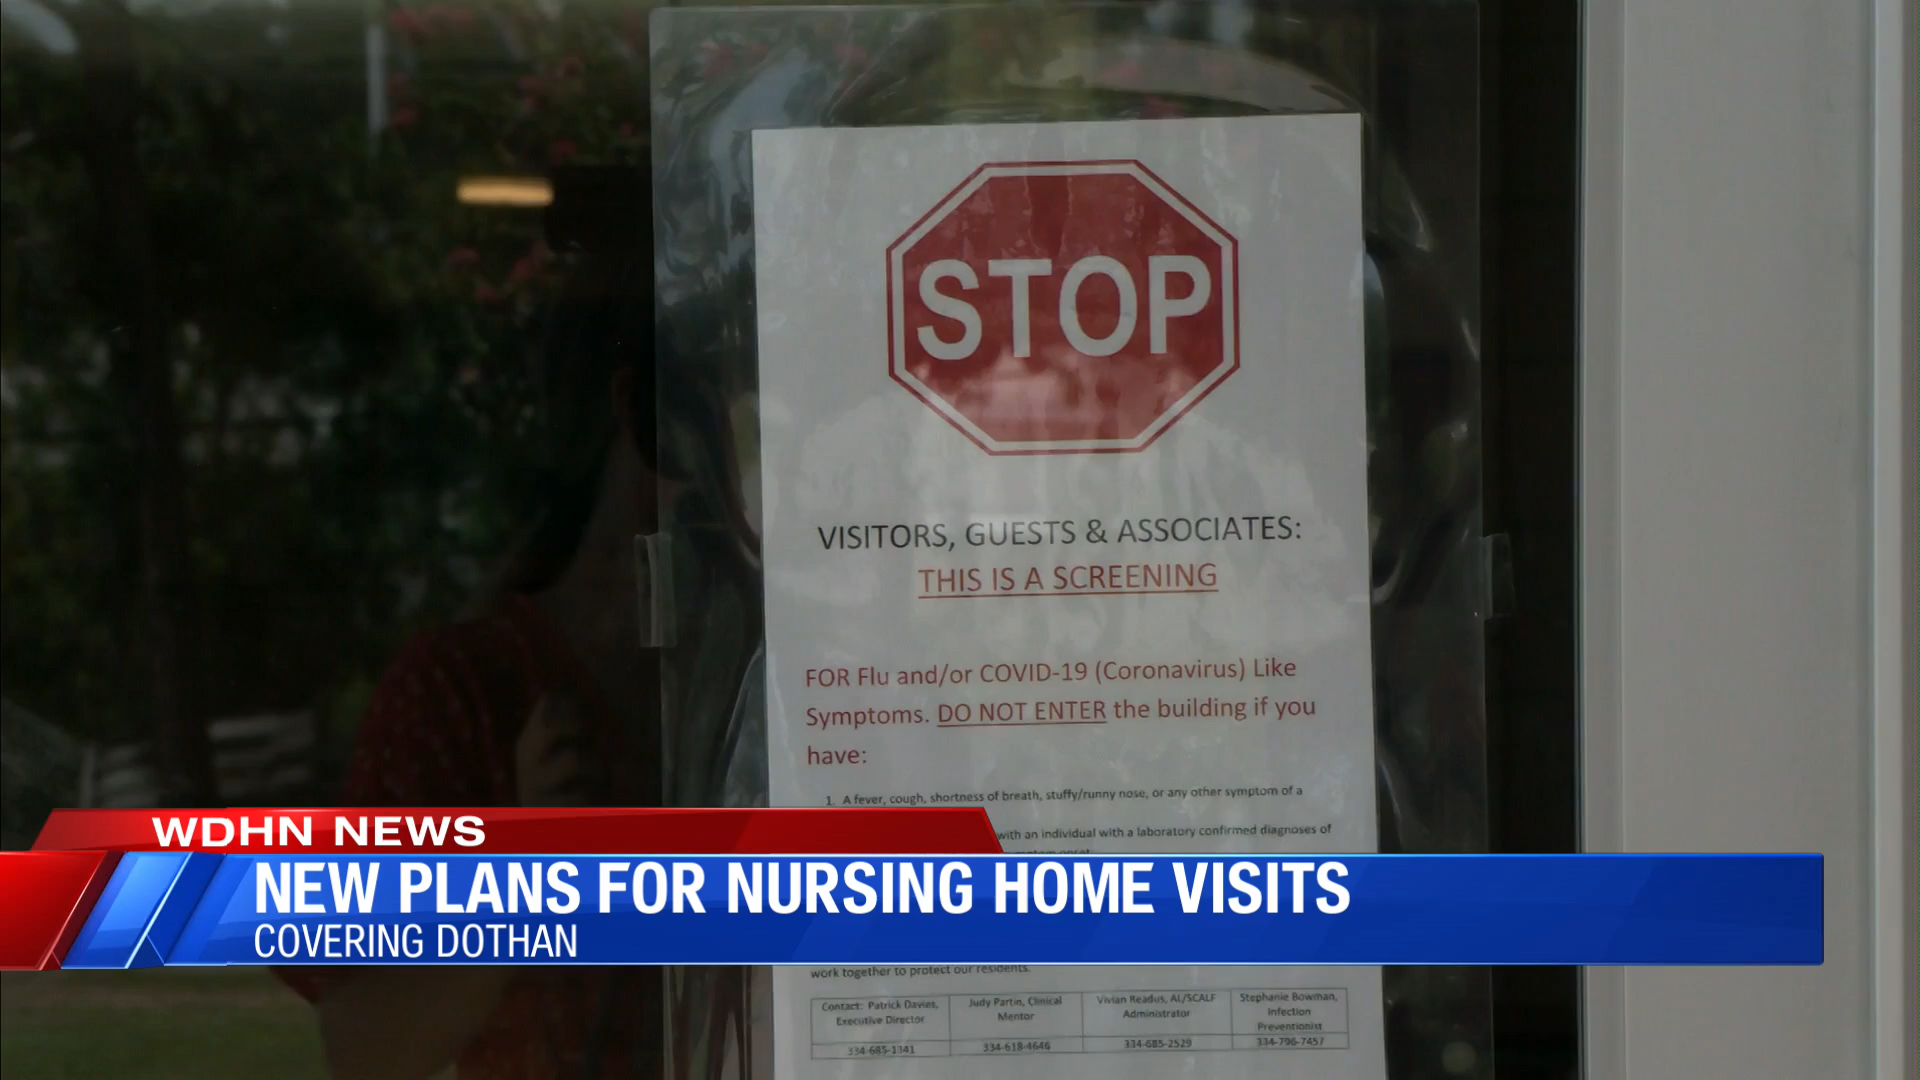 STOP
VISITORS, GUESTS & ASSOCIATES:
THIS IS A SCREENING
FOR Flu and/or COVID-19 (Coronavirus) Like
Symptoms. DO NOT ENTER the building if you
have:
1. A fever, cough, shortness of breath, stuffy/runny nose, or any other symptom of a
with an individual with a laboratory confirmed diagnoses of
WDHN NEWS
NEW PLANS FOR NURSING HOME VISITS
COVERING DOTHAN
work together to protect our residents.
Contact: Patrick Davies, Judy Partin, Clinical Vivian Readus, AL/SCALF Stephanie Bowman,
Executive Director Mentor Administrator Infection
Preventionist
334-685-1341 334-618-4646 334-685-2529 334-796-7457